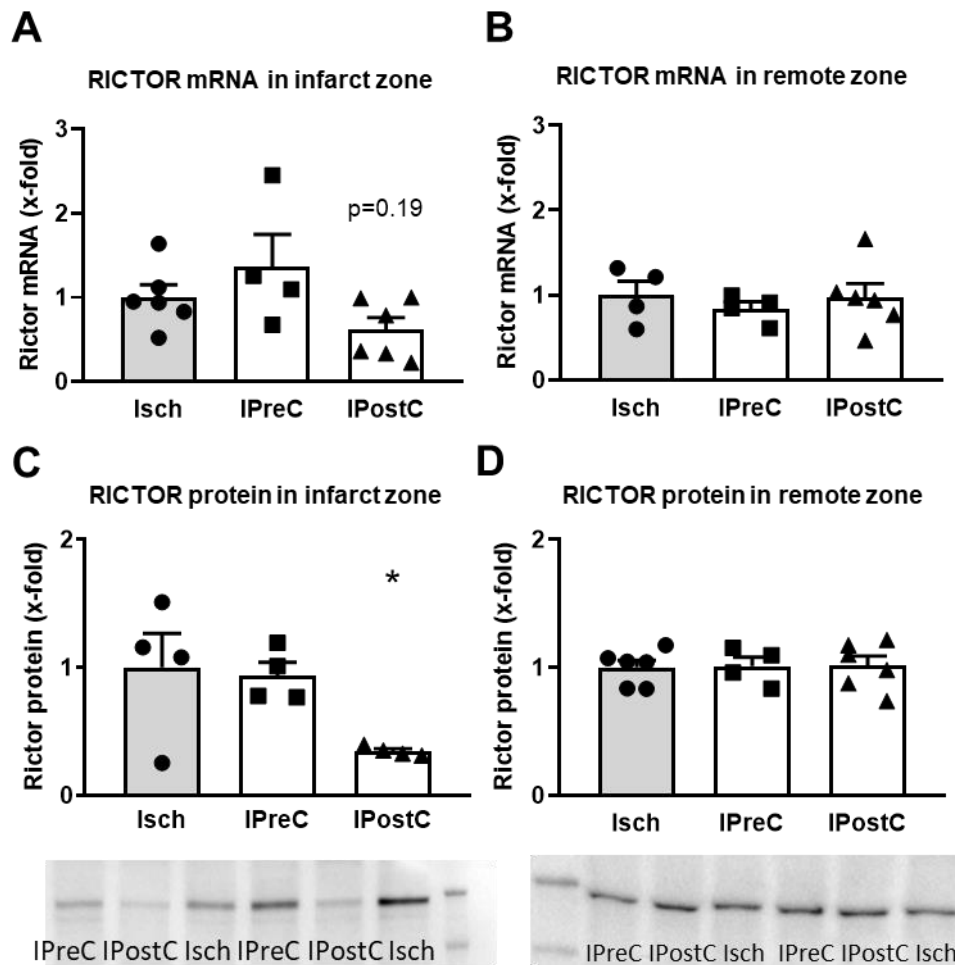 A
RICTOR mRNA in infarct zone
Rictor mRNA (x-fold)
3
2
1
0
p=0.19
Isch IPreC IPostC
B
RICTOR mRNA in remote zone
Rictor mRNA (x-fold)
3
2
1
0
Isch IPreC IPostC
C
RICTOR protein in infarct zone
Rictor protein (x-fold)
2
1
0
*
Isch IPreC IPostC
IPreC IPostC Isch IPreC IPostC Isch
D
RICTOR protein in remote zone
Rictor protein (x-fold)
2
1
0
Isch IPreC IPostC
IPreC IPostC Isch IPreC IPostC Isch